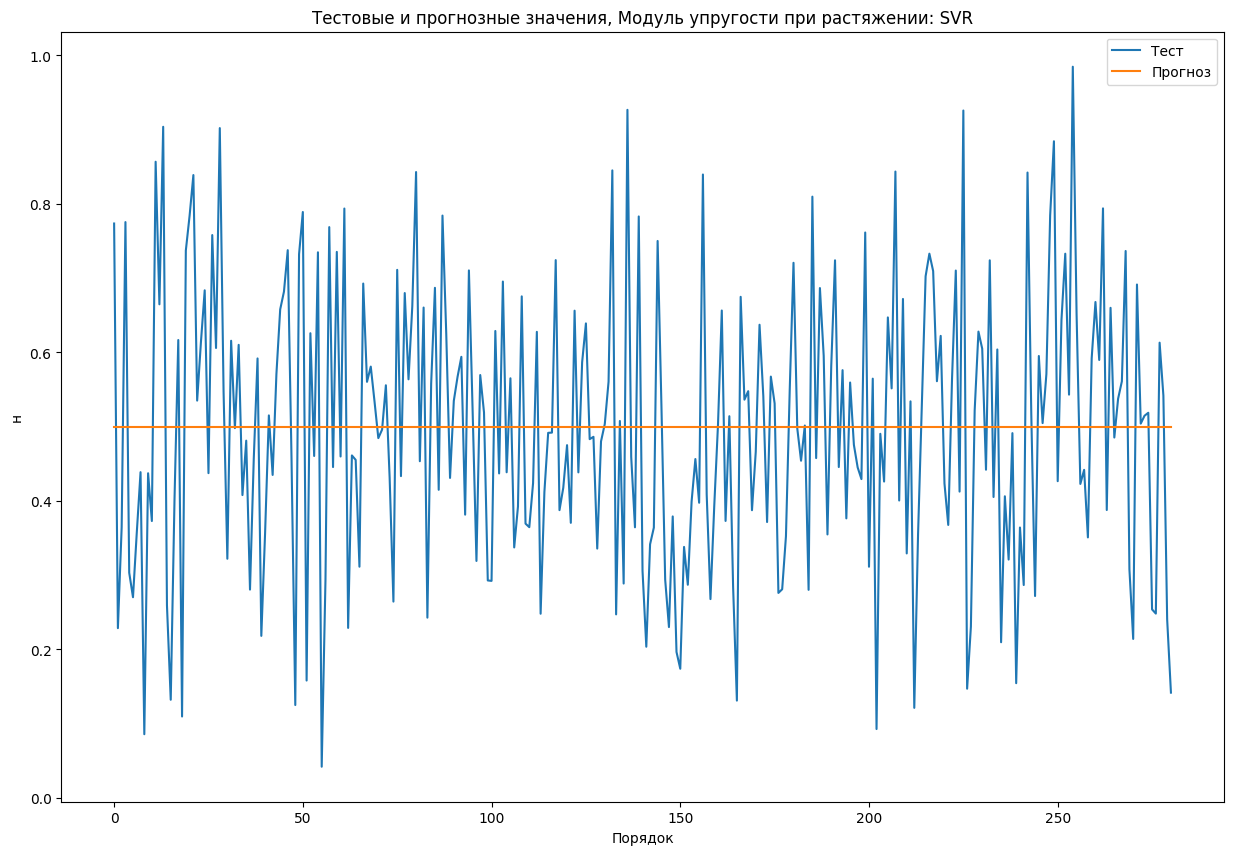 Тестовые и прогнозные значения, Модуль упругости при растяжении: SVR
Тест
Прогноз
1.0
0.8
0.6
0.4
0.2
0.0
н
0
50
100
150
200
250
Порядок